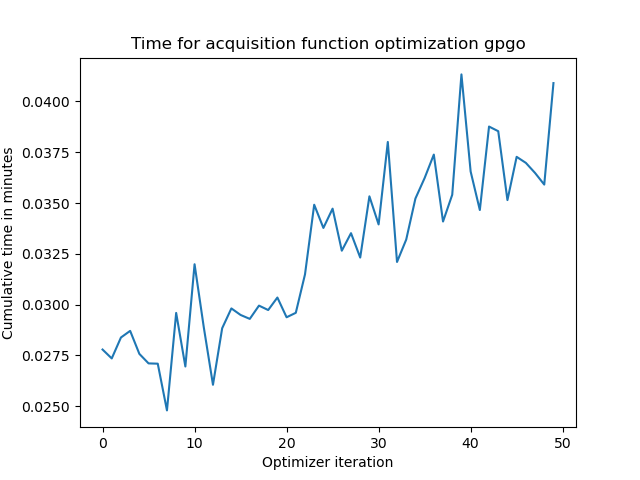 Time for acquisition function optimization gpgo
0.0400
0.0375
0.0350
0.0325
0.0300
0.0275
0.0250
Cumulative time in minutes
0 10 20 30 40 50
Optimizer iteration